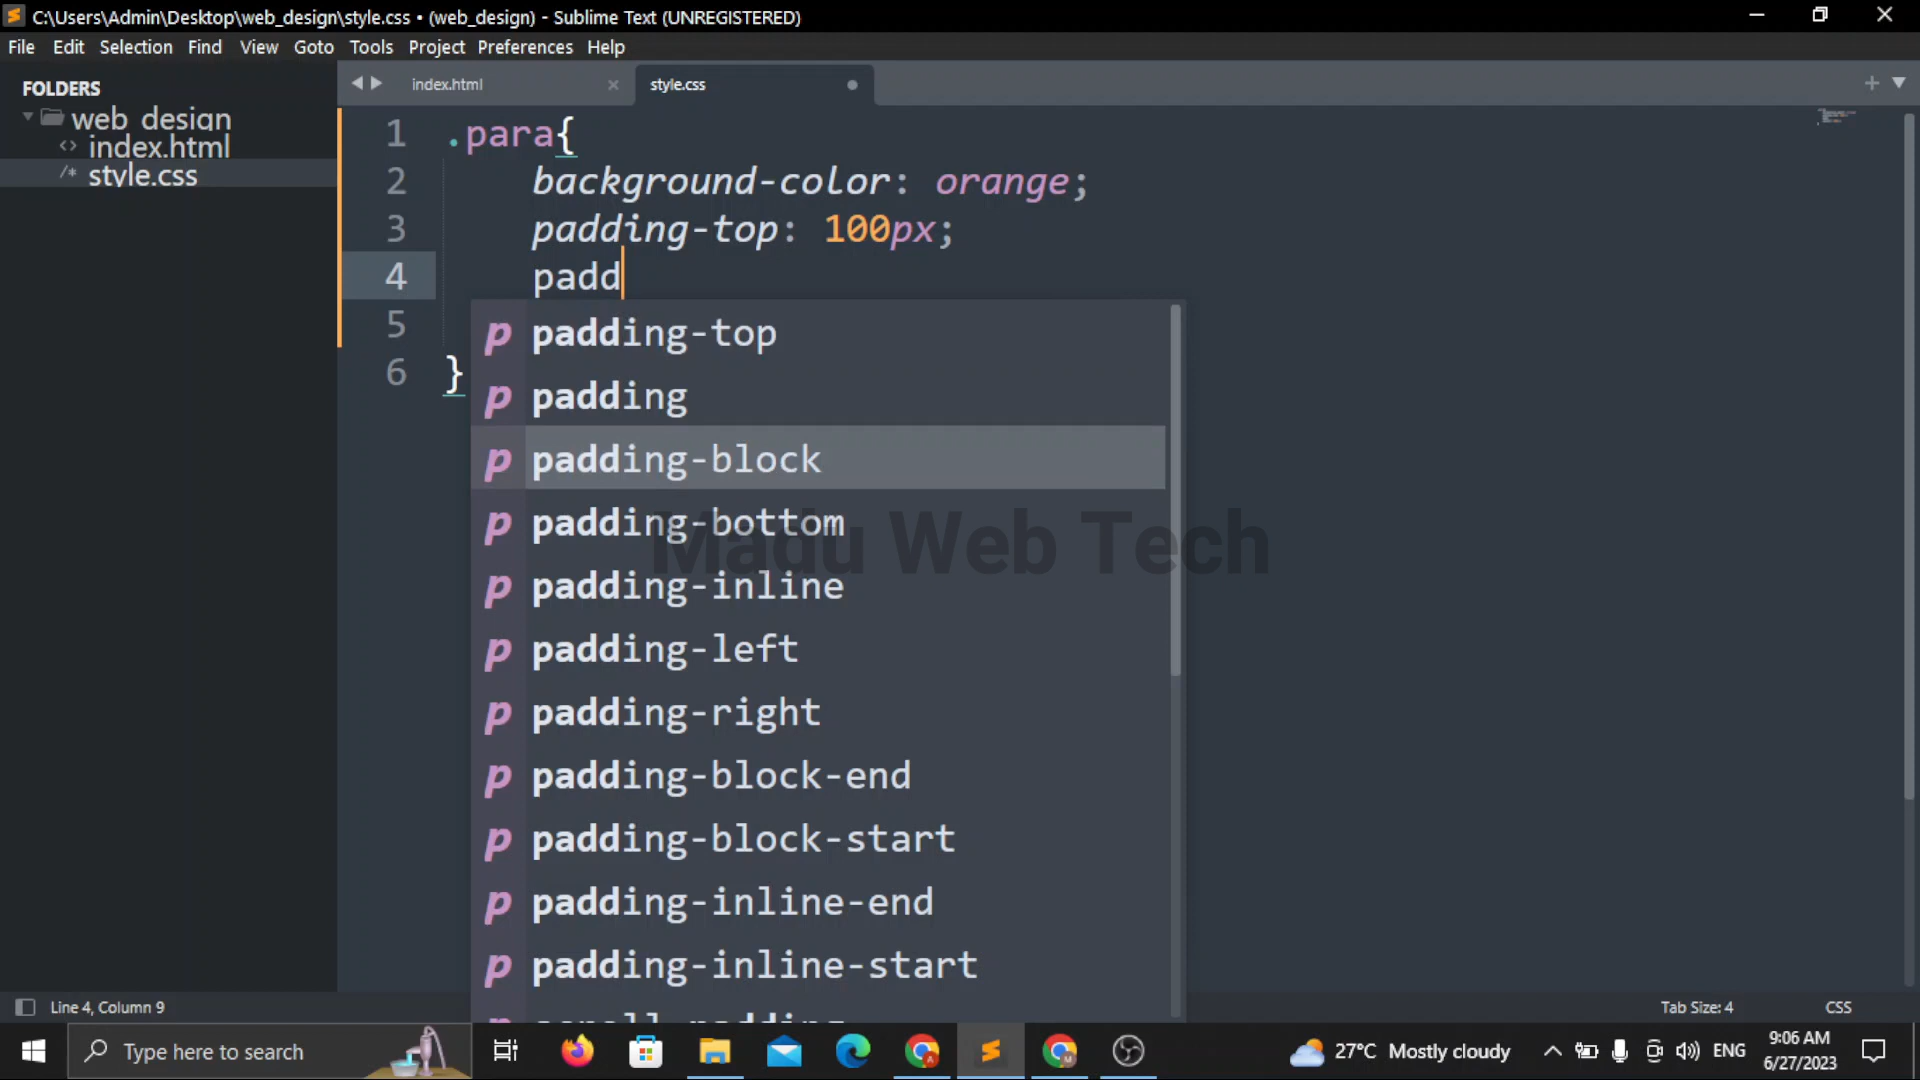 C:\Users\Admin\Desktop\web_design\style.css • (web_design) - Sublime Text (UNREGISTERED)
File Edit Selection Find View Goto Tools Project Preferences Help
FOLDERS
web_design
<> index.html
/* style.css
index.html ×
style.css
1 .para{
2 background-color: orange;
3 padding-top: 100px;
4 padd
5
6 }
p padding-top
p padding
p padding-block
p padding-bottom
p padding-inline
p padding-left
p padding-right
p padding-block-end
p padding-block-start
p padding-inline-end
p padding-inline-start
Madu Web Tech
Line 4, Column 9
Tab Size: 4
CSS
Type here to search
27°C Mostly cloudy
ENG
9:06 AM
6/27/2023